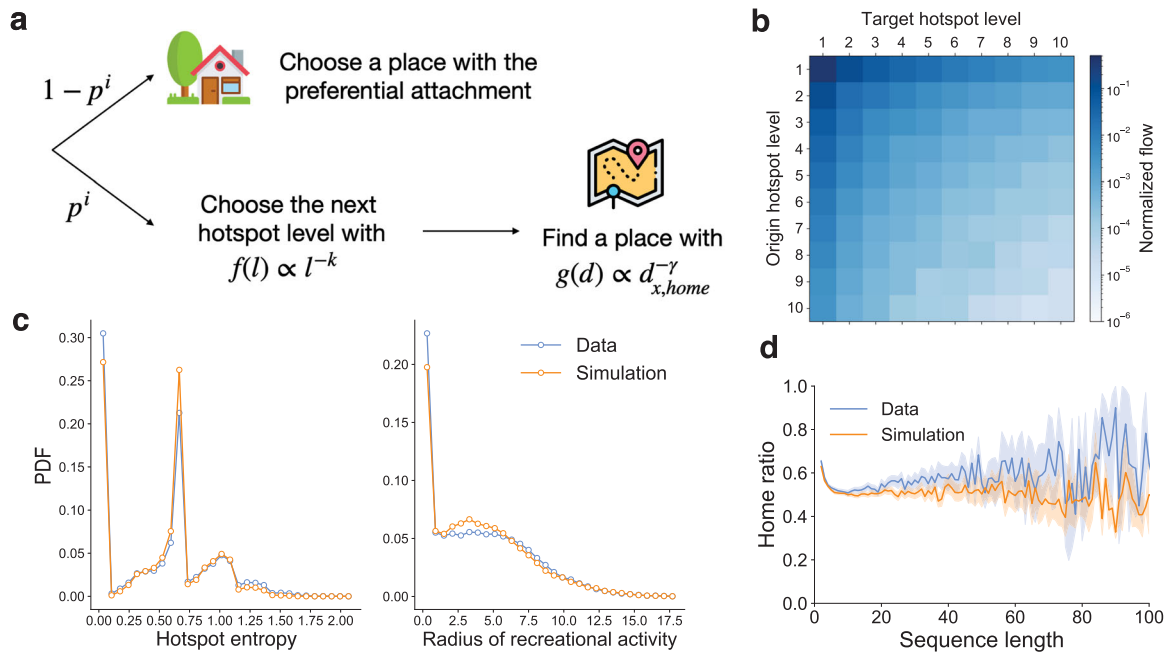 a
1 − p^i
Choose a place with the
preferential attachment
p^i
Choose the next
hotspot level with
f(l) ∝ l^{−k}
Find a place with
g(d) ∝ d_{x,home}^{−γ}
b
Target hotspot level
1 2 3 4 5 6 7 8 9 10
Origin hotspot level
1
2
3
4
5
6
7
8
9
10
10^{−1}
10^{−2}
10^{−3}
10^{−4}
10^{−5}
10^{−6}
Normalized flow
c
PDF
0.30
0.25
0.20
0.15
0.10
0.05
0.00
0.00 0.25 0.50 0.75 1.00 1.25 1.50 1.75 2.00
Hotspot entropy
Data
Simulation
0.20
0.15
0.10
0.05
0.00
0.0 2.5 5.0 7.5 10.0 12.5 15.0 17.5
Radius of recreational activity
d
Home ratio
1.0
0.8
0.6
0.4
0.2
0.0
Data
Simulation
0 20 40 60 80 100
Sequence length